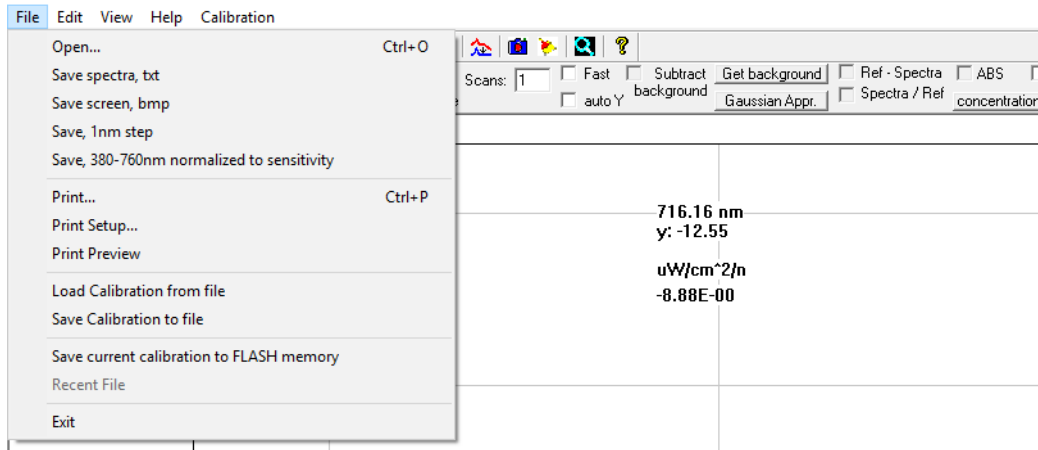 File Edit View Help Calibration
Open... Ctrl+O
Save spectra, txt
Save screen, bmp
Save, 1nm step
Save, 380-760nm normalized to sensitivity
Print... Ctrl+P
Print Setup...
Print Preview
Load Calibration from file
Save Calibration to file
Save current calibration to FLASH memory
Recent File
Exit
Scans: 1
Fast
auto Y
Subtract
background
Get background
Gaussian Appr.
Ref - Spectra
Spectra / Ref
ABS
concentration
716.16 nm
y: -12.55
uW/cm^2/n
-8.88E-00